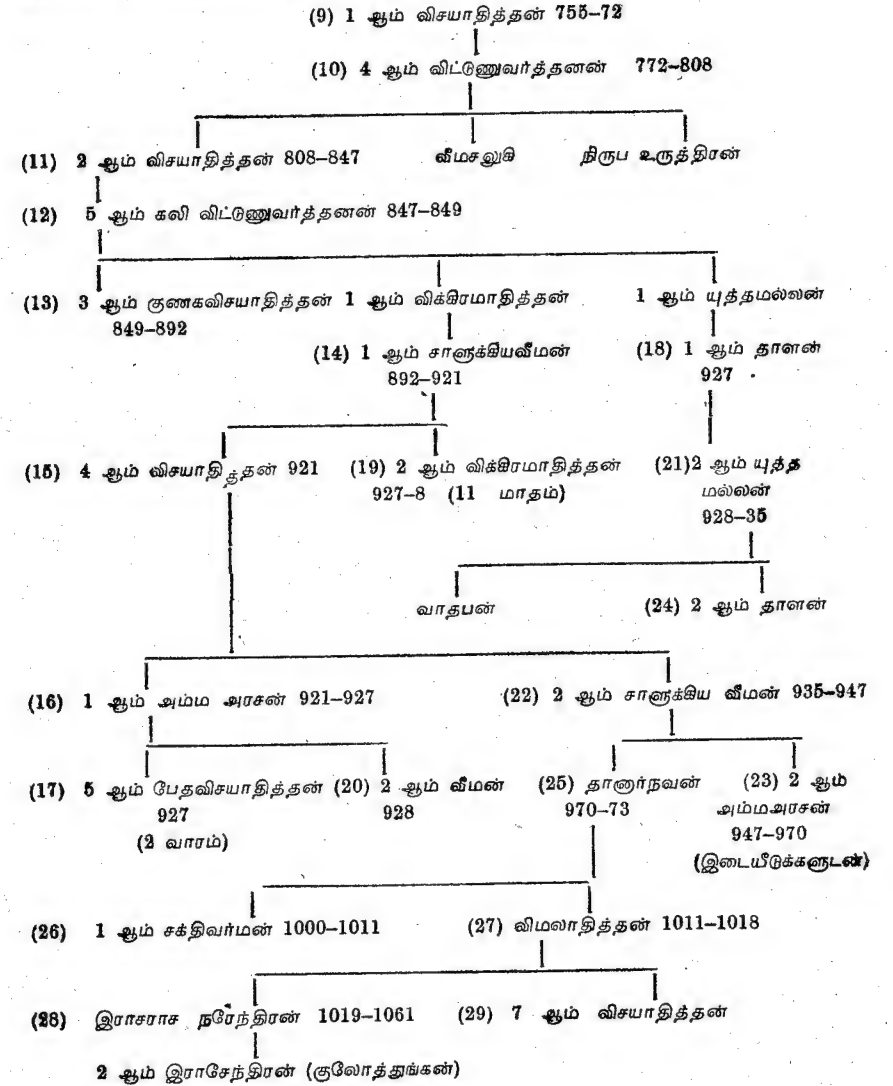 (9) 1 ஆம் விசயாதித்தன் 755–72
(10) 4 ஆம் விட்டுணுவர்த்தனன் 772–808
(11) 2 ஆம் விசயாதித்தன் 808–847 வீமசலுகி நிருப உருத்திரன்
(12) 5 ஆம் கலி விட்டுணுவர்த்தனன் 847–849
(13) 3 ஆம் குணகவிசயாதித்தன் 1 ஆம் விக்கிரமாதித்தன் 1 ஆம் யுத்தமல்லன்
849–892
(14) 1 ஆம் சாளுக்கியவீமன் (18) 1 ஆம் தாளன்
892–921 927
(15) 4 ஆம் விசயாதித்தன் 921 (19) 2 ஆம் விக்கிரமாதித்தன் (21) 2 ஆம் யுத்த
927–8 (11 மாதம்) மல்லன்
928–35
வாதபன் (24) 2 ஆம் தாளன்
(16) 1 ஆம் அம்ம அரசன் 921–927 (22) 2 ஆம் சாளுக்கிய வீமன் 935–947
(17) 5 ஆம் பேதவிசயாதித்தன் (20) 2 ஆம் வீமன் (25) தானார்நவன் (23) 2 ஆம்
927 928 970–73 அம்மஅரசன்
(2 வாரம்) 947–970
(இடையீடுக்களுடன்)
(26) 1 ஆம் சக்திவர்மன் 1000–1011 (27) விமலாதித்தன் 1011–1018
(28) இராசராச நரேந்திரன் 1019–1061 (29) 7 ஆம் விசயாதித்தன்
2 ஆம் இராசேந்திரன் (குலோத்துங்கன்)